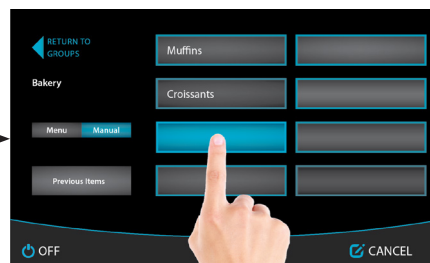 RETURN TO
GROUPS
Muffins
Bakery
Croissants
Menu
Manual
Previous Items
OFF
CANCEL